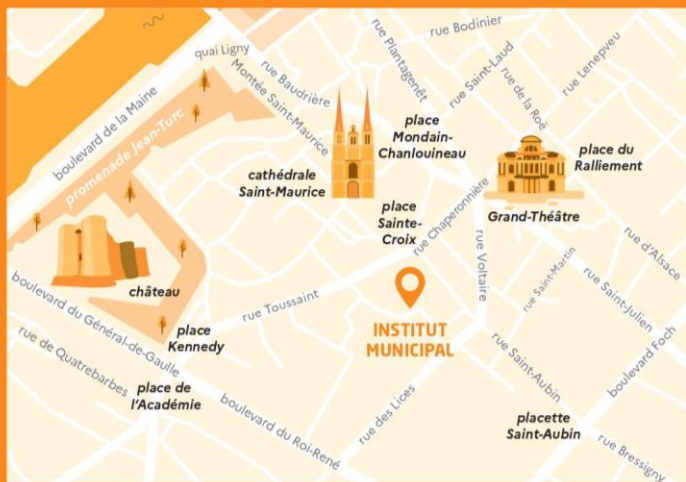 quai Ligny
rue Baudrière
Montée Saint-Maurice
rue Plantagenêt
rue Bodinier
rue Saint-Laud
rue de la Roë
rue Lenepveu
boulevard de la Maine
promenade Jean-Turc
place
Mondain-
Chanlouineau
place du
Ralliement
cathédrale
Saint-Maurice
Grand-Théâtre
place
Sainte-
Croix
rue Chaperonnière
rue Voltaire
rue Saint-Martin
rue d'Alsace
château
rue Toussaint
INSTITUT
MUNICIPAL
rue Saint-Julien
boulevard du Général-de-Gaulle
place
Kennedy
rue de Quatrebarbes
place de
l'Académie
boulevard du Roi-René
rue des Lices
rue Saint-Aubin
boulevard Foch
placette
Saint-Aubin
rue Bressigny